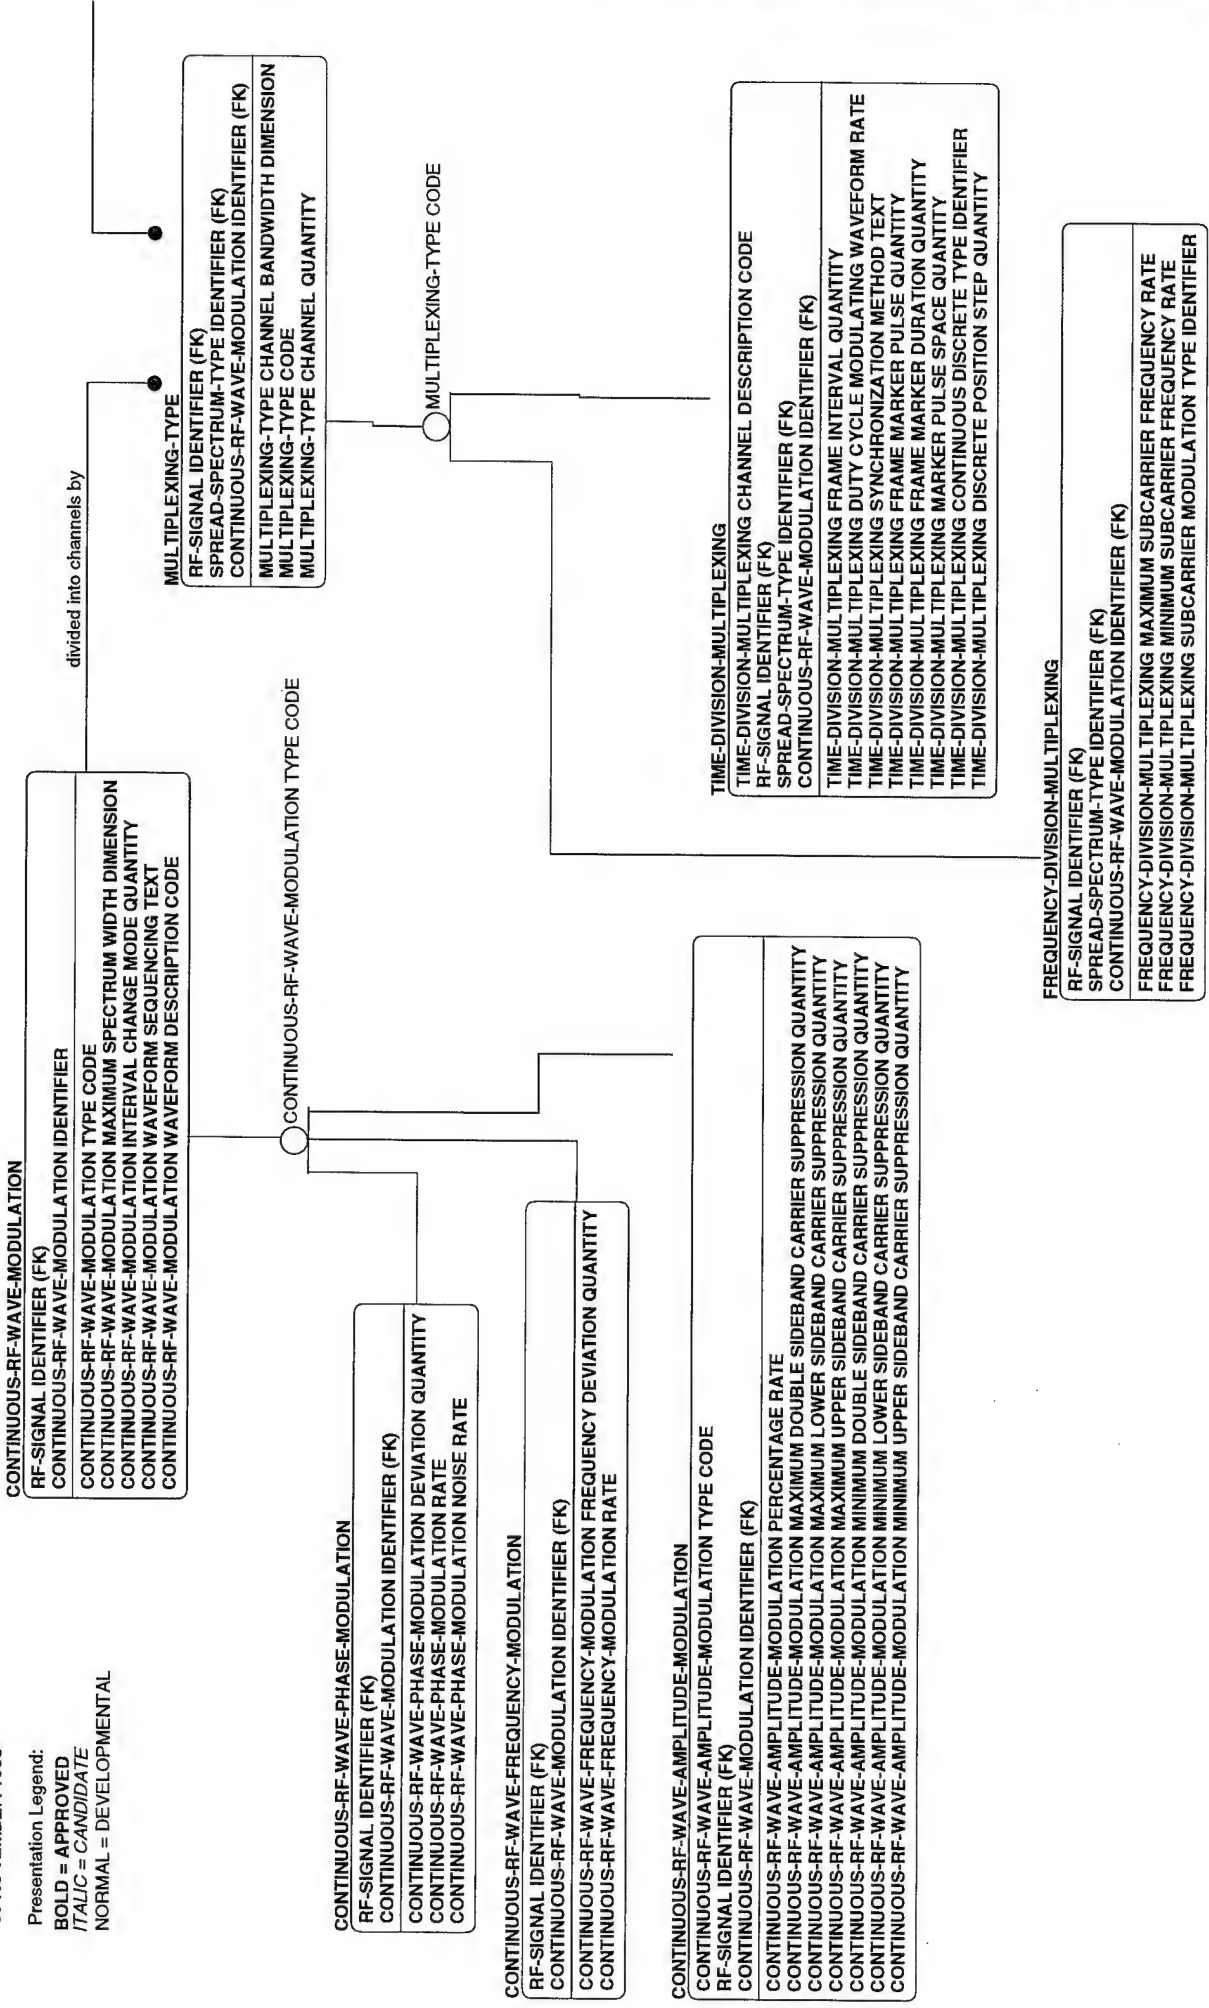 Presentation Legend:
BOLD = APPROVED
ITALIC = CANDIDATE
NORMAL = DEVELOPMENTAL
CONTINUOUS-RF-WAVE-MODULATION
RF-SIGNAL IDENTIFIER (FK)
CONTINUOUS-RF-WAVE-MODULATION IDENTIFIER
CONTINUOUS-RF-WAVE-MODULATION TYPE CODE
CONTINUOUS-RF-WAVE-MODULATION MAXIMUM SPECTRUM WIDTH DIMENSION
CONTINUOUS-RF-WAVE-MODULATION INTERVAL CHANGE MODE QUANTITY
CONTINUOUS-RF-WAVE-MODULATION WAVEFORM SEQUENCING TEXT
CONTINUOUS-RF-WAVE-MODULATION WAVEFORM DESCRIPTION CODE
divided into channels by
MULTIPLEXING-TYPE
RF-SIGNAL IDENTIFIER (FK)
SPREAD-SPECTRUM-TYPE IDENTIFIER (FK)
CONTINUOUS-RF-WAVE-MODULATION IDENTIFIER (FK)
MULTIPLEXING-TYPE CHANNEL BANDWIDTH DIMENSION
MULTIPLEXING-TYPE CODE
MULTIPLEXING-TYPE CHANNEL QUANTITY
CONTINUOUS-RF-WAVE-MODULATION TYPE CODE
MULTIPLEXING-TYPE CODE
CONTINUOUS-RF-WAVE-PHASE-MODULATION
RF-SIGNAL IDENTIFIER (FK)
CONTINUOUS-RF-WAVE-MODULATION IDENTIFIER (FK)
CONTINUOUS-RF-WAVE-PHASE-MODULATION DEVIATION QUANTITY
CONTINUOUS-RF-WAVE-PHASE-MODULATION RATE
CONTINUOUS-RF-WAVE-PHASE-MODULATION NOISE RATE
CONTINUOUS-RF-WAVE-FREQUENCY-MODULATION
RF-SIGNAL IDENTIFIER (FK)
CONTINUOUS-RF-WAVE-MODULATION IDENTIFIER (FK)
CONTINUOUS-RF-WAVE-FREQUENCY-MODULATION FREQUENCY DEVIATION QUANTITY
CONTINUOUS-RF-WAVE-FREQUENCY-MODULATION RATE
CONTINUOUS-RF-WAVE-AMPLITUDE-MODULATION
CONTINUOUS-RF-WAVE-AMPLITUDE-MODULATION TYPE CODE
RF-SIGNAL IDENTIFIER (FK)
CONTINUOUS-RF-WAVE-MODULATION IDENTIFIER (FK)
CONTINUOUS-RF-WAVE-AMPLITUDE-MODULATION PERCENTAGE RATE
CONTINUOUS-RF-WAVE-AMPLITUDE-MODULATION MAXIMUM DOUBLE SIDEBAND CARRIER SUPPRESSION QUANTITY
CONTINUOUS-RF-WAVE-AMPLITUDE-MODULATION MAXIMUM LOWER SIDEBAND CARRIER SUPPRESSION QUANTITY
CONTINUOUS-RF-WAVE-AMPLITUDE-MODULATION MAXIMUM UPPER SIDEBAND CARRIER SUPPRESSION QUANTITY
CONTINUOUS-RF-WAVE-AMPLITUDE-MODULATION MINIMUM DOUBLE SIDEBAND CARRIER SUPPRESSION QUANTITY
CONTINUOUS-RF-WAVE-AMPLITUDE-MODULATION MINIMUM LOWER SIDEBAND CARRIER SUPPRESSION QUANTITY
CONTINUOUS-RF-WAVE-AMPLITUDE-MODULATION MINIMUM UPPER SIDEBAND CARRIER SUPPRESSION QUANTITY
TIME-DIVISION-MULTIPLEXING
TIME-DIVISION-MULTIPLEXING CHANNEL DESCRIPTION CODE
RF-SIGNAL IDENTIFIER (FK)
SPREAD-SPECTRUM-TYPE IDENTIFIER (FK)
CONTINUOUS-RF-WAVE-MODULATION IDENTIFIER (FK)
TIME-DIVISION-MULTIPLEXING FRAME INTERVAL QUANTITY
TIME-DIVISION-MULTIPLEXING DUTY CYCLE MODULATING WAVEFORM RATE
TIME-DIVISION-MULTIPLEXING SYNCHRONIZATION METHOD TEXT
TIME-DIVISION-MULTIPLEXING FRAME MARKER PULSE QUANTITY
TIME-DIVISION-MULTIPLEXING FRAME MARKER DURATION QUANTITY
TIME-DIVISION-MULTIPLEXING MARKER PULSE SPACE QUANTITY
TIME-DIVISION-MULTIPLEXING CONTINUOUS DISCRETE TYPE IDENTIFIER
TIME-DIVISION-MULTIPLEXING DISCRETE POSITION STEP QUANTITY
FREQUENCY-DIVISION-MULTIPLEXING
RF-SIGNAL IDENTIFIER (FK)
SPREAD-SPECTRUM-TYPE IDENTIFIER (FK)
CONTINUOUS-RF-WAVE-MODULATION IDENTIFIER (FK)
FREQUENCY-DIVISION-MULTIPLEXING MAXIMUM SUBCARRIER FREQUENCY RATE
FREQUENCY-DIVISION-MULTIPLEXING MINIMUM SUBCARRIER FREQUENCY RATE
FREQUENCY-DIVISION-MULTIPLEXING SUBCARRIER MODULATION TYPE IDENTIFIER